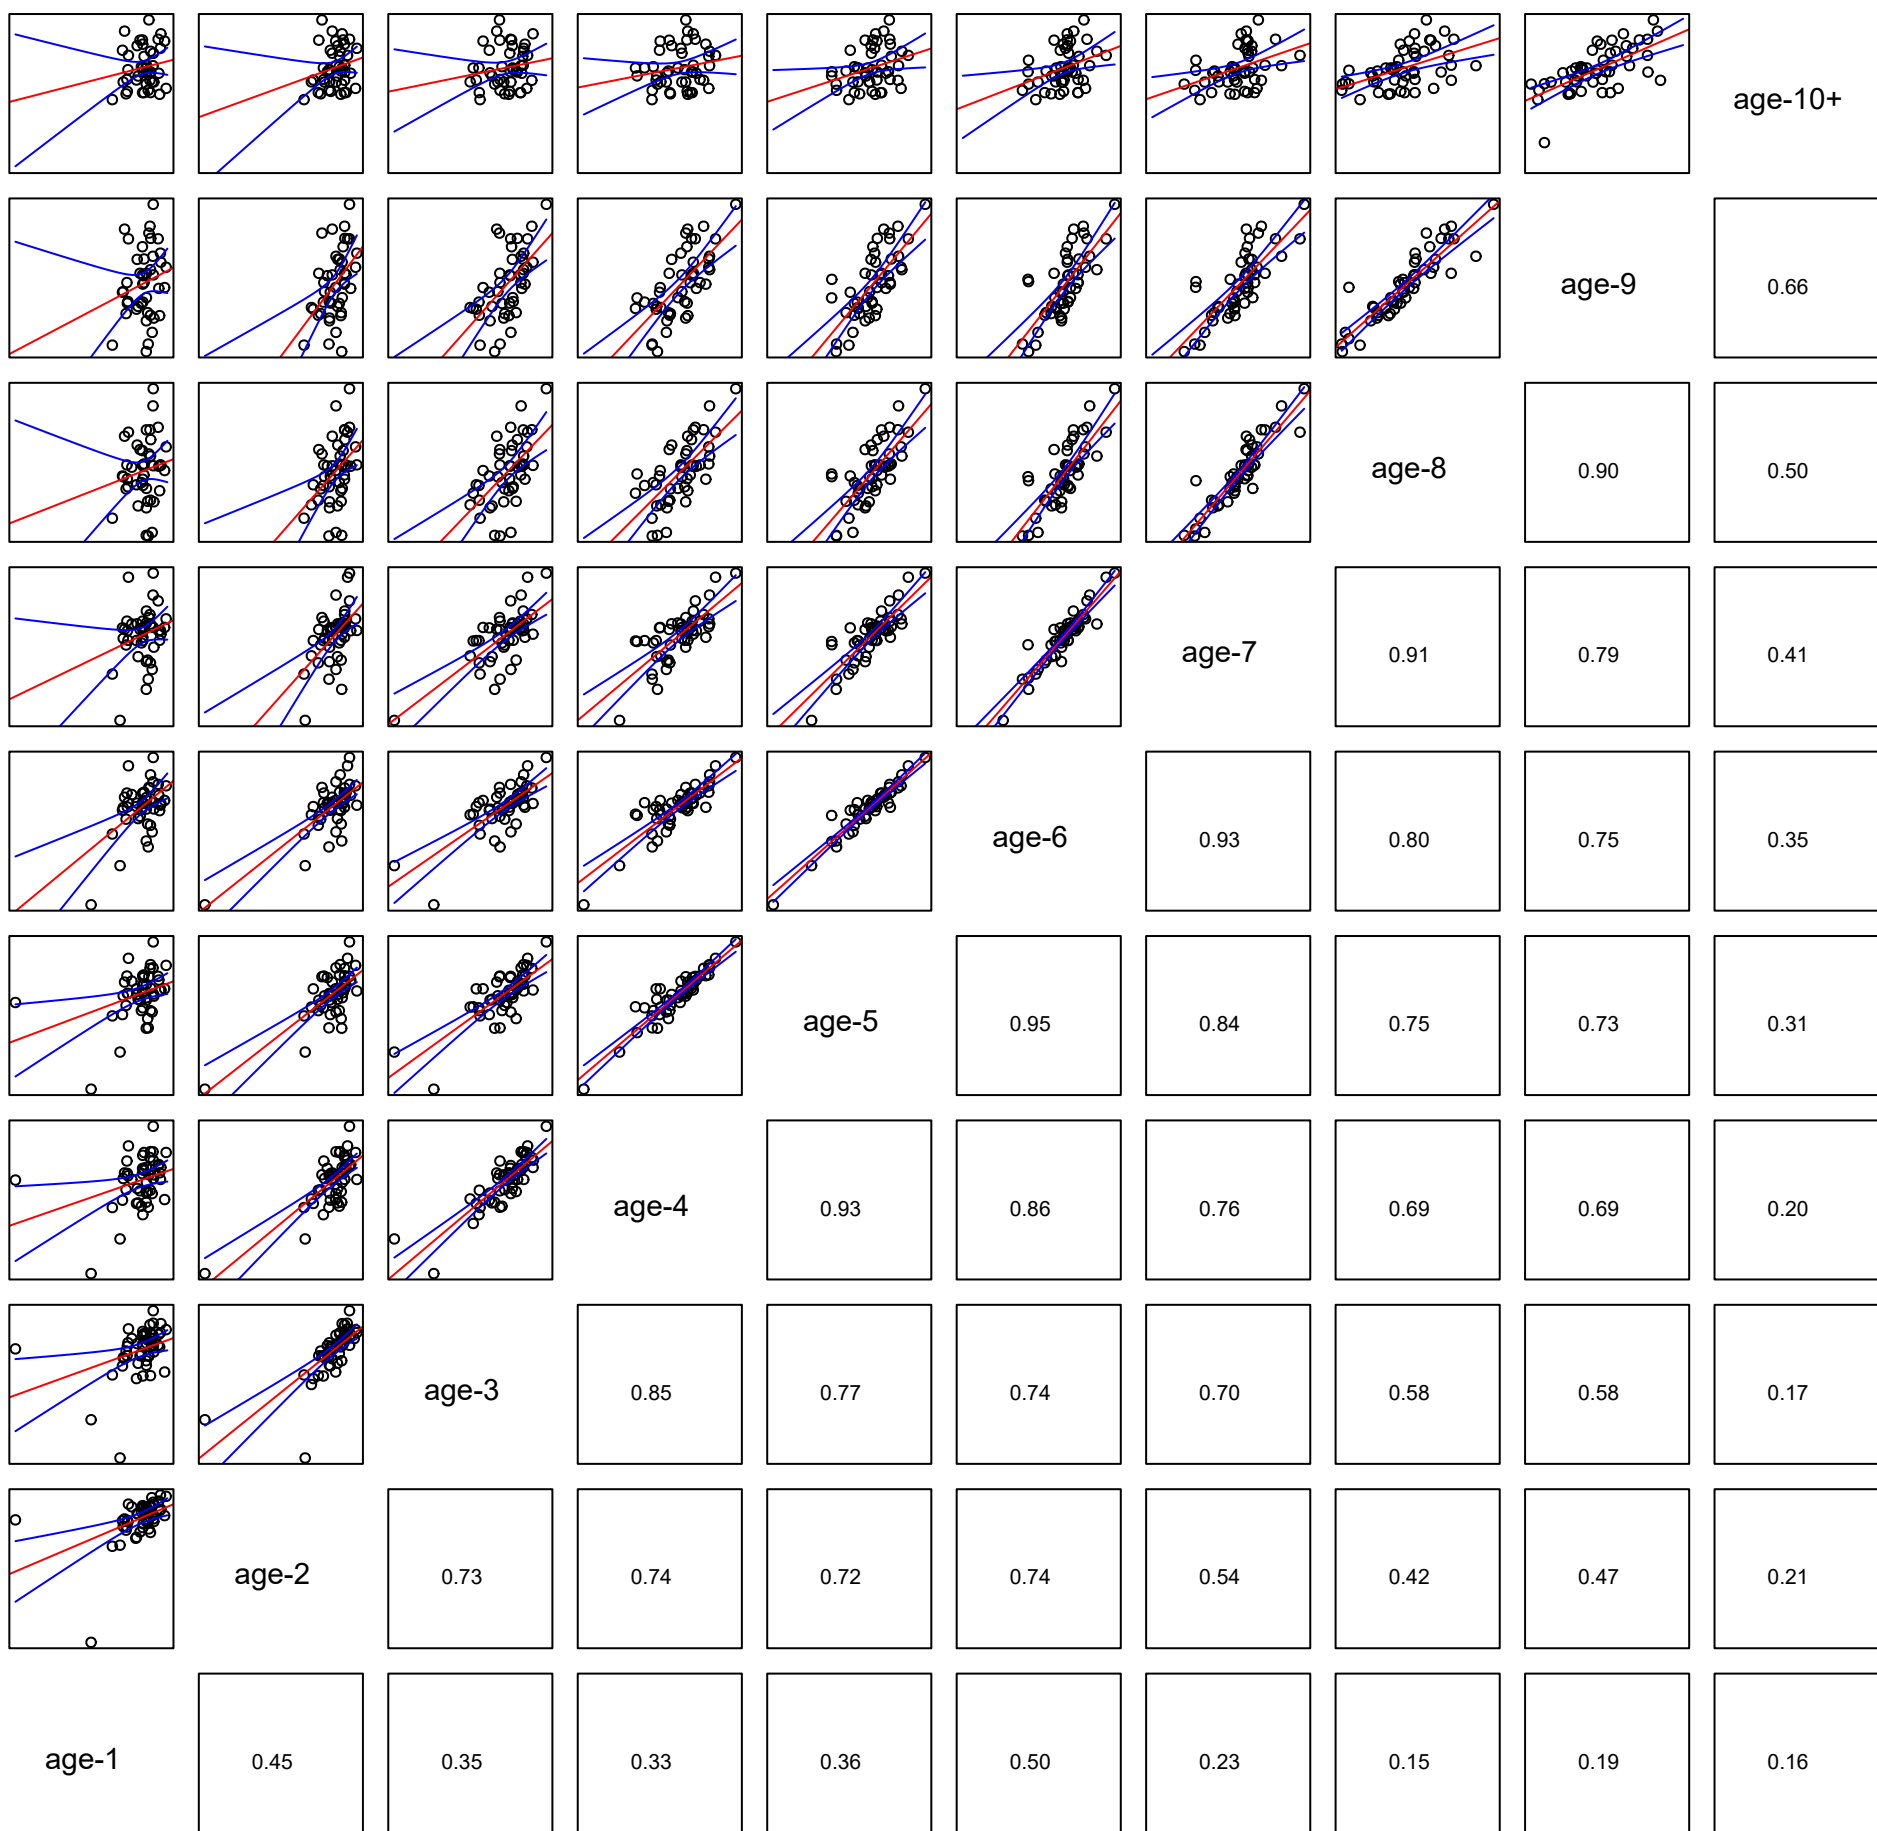 age-10+
age-9 0.66
age-8 0.90 0.50
age-7 0.91 0.79 0.41
age-6 0.93 0.80 0.75 0.35
age-5 0.95 0.84 0.75 0.73 0.31
age-4 0.93 0.86 0.76 0.69 0.69 0.20
age-3 0.85 0.77 0.74 0.70 0.58 0.58 0.17
age-2 0.73 0.74 0.72 0.74 0.54 0.42 0.47 0.21
age-1 0.45 0.35 0.33 0.36 0.50 0.23 0.15 0.19 0.16